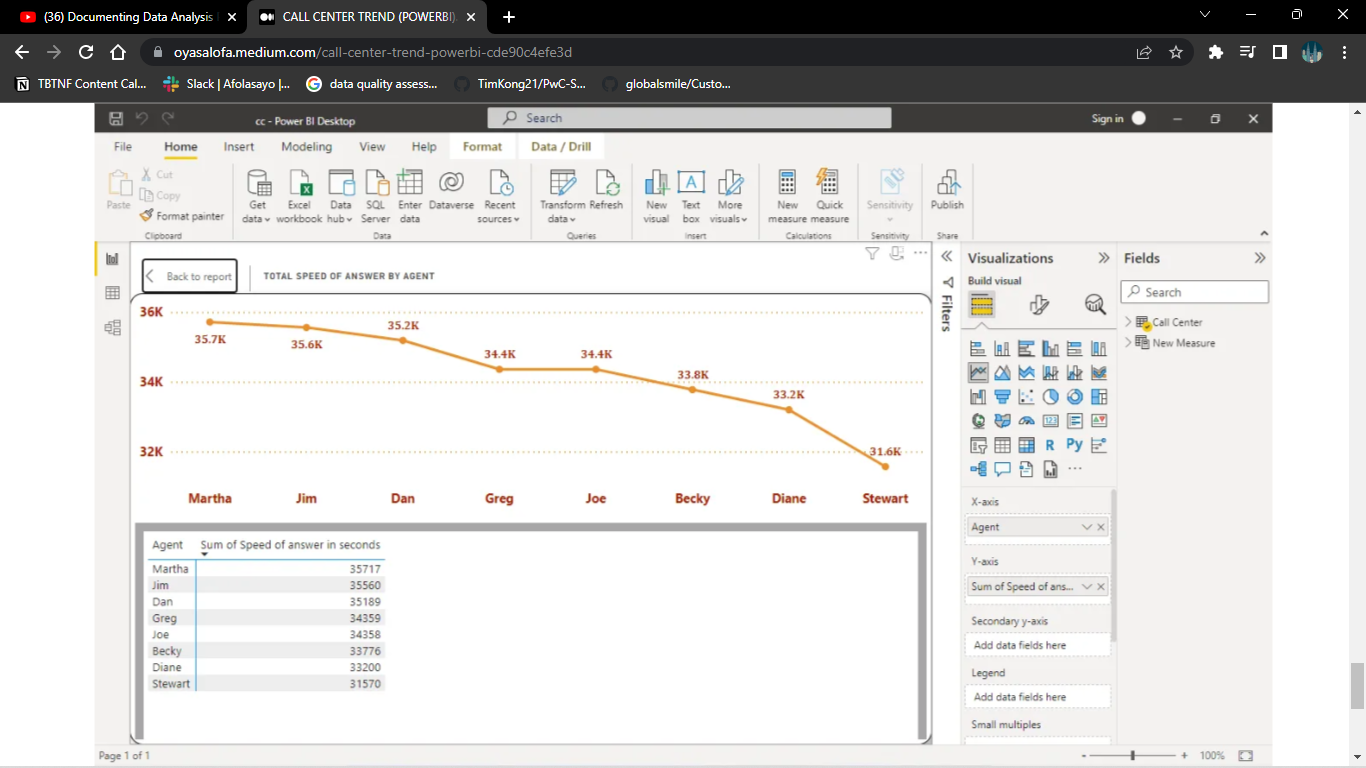 (36) Documenting Data Analysis
CALL CENTER TREND (POWERBI).
oyasalofa.medium.com/call-center-trend-powerbi-cde90c4efe3d
TBTNF Content Cal...
Slack | Afolasayo |...
data quality assess...
TimKong21/PwC-S...
globalsmile/Custo...
cc - Power BI Desktop
Search
Sign in
File Home Insert Modeling View Help Format Data / Drill
Paste
Cut
Copy
Format painter
Clipboard
Get data
Excel workbook
Data hub
SQL Server
Enter data
Dataverse
Recent sources
Data
Transform data
Refresh
Queries
New visual
Text box
More visuals
Insert
New measure
Quick measure
Calculations
Sensitivity
Sensitivity
Publish
Share
Back to report
TOTAL SPEED OF ANSWER BY AGENT
36K
34K
32K
35.7K
35.6K
35.2K
34.4K
34.4K
33.8K
33.2K
31.6K
Martha Jim Dan Greg Joe Becky Diane Stewart
Agent Sum of Speed of answer in seconds
Martha 35717
Jim 35560
Dan 35189
Greg 34359
Joe 34358
Becky 33776
Diane 33200
Stewart 31570
Filters
Visualizations
Build visual
123
R
Py
X-axis
Agent
Y-axis
Sum of Speed of ans...
Secondary y-axis
Add data fields here
Legend
Add data fields here
Small multiples
Fields
Search
Call Center
New Measure
Page 1 of 1
- + 100%